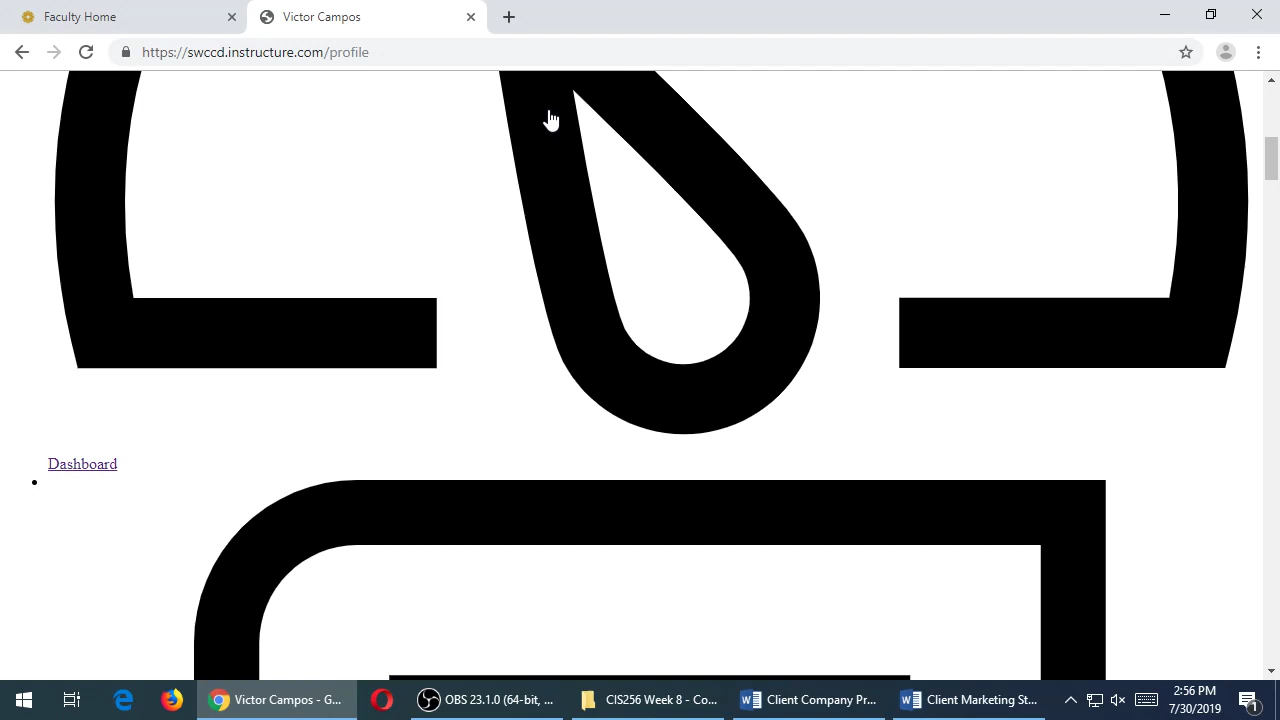 Faculty Home
Victor Campos
https://swccd.instructure.com/profile
Dashboard
Victor Campos - G...
OBS 23.1.0 (64-bit, ...
CIS256 Week 8 - Co...
Client Company Pr...
Client Marketing St...
2:56 PM
7/30/2019
1